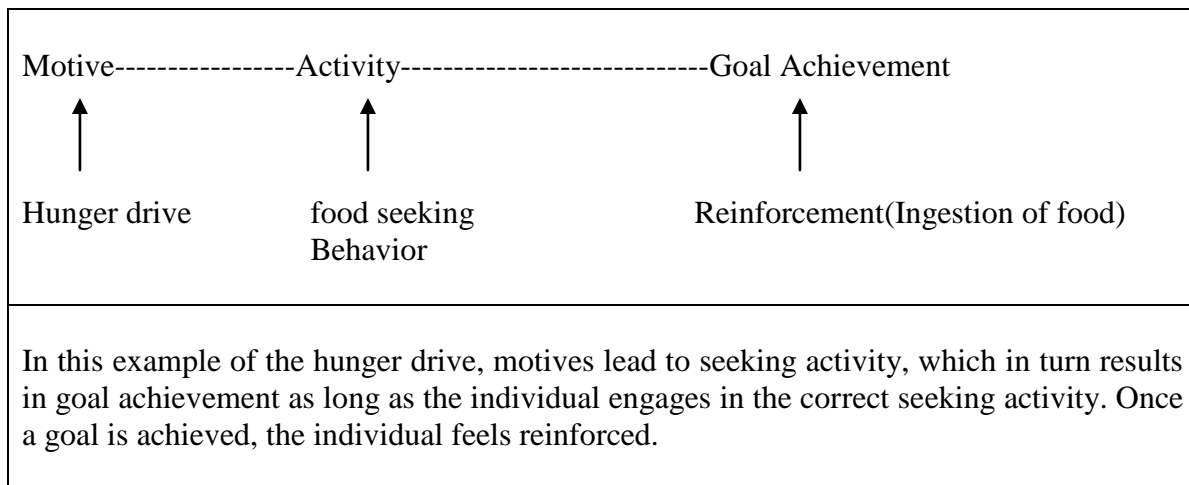 Motive-----------------Activity-----------------------------Goal Achievement
Hunger drive food seeking Reinforcement(Ingestion of food)
Behavior
In this example of the hunger drive, motives lead to seeking activity, which in turn results
in goal achievement as long as the individual engages in the correct seeking activity. Once
a goal is achieved, the individual feels reinforced.